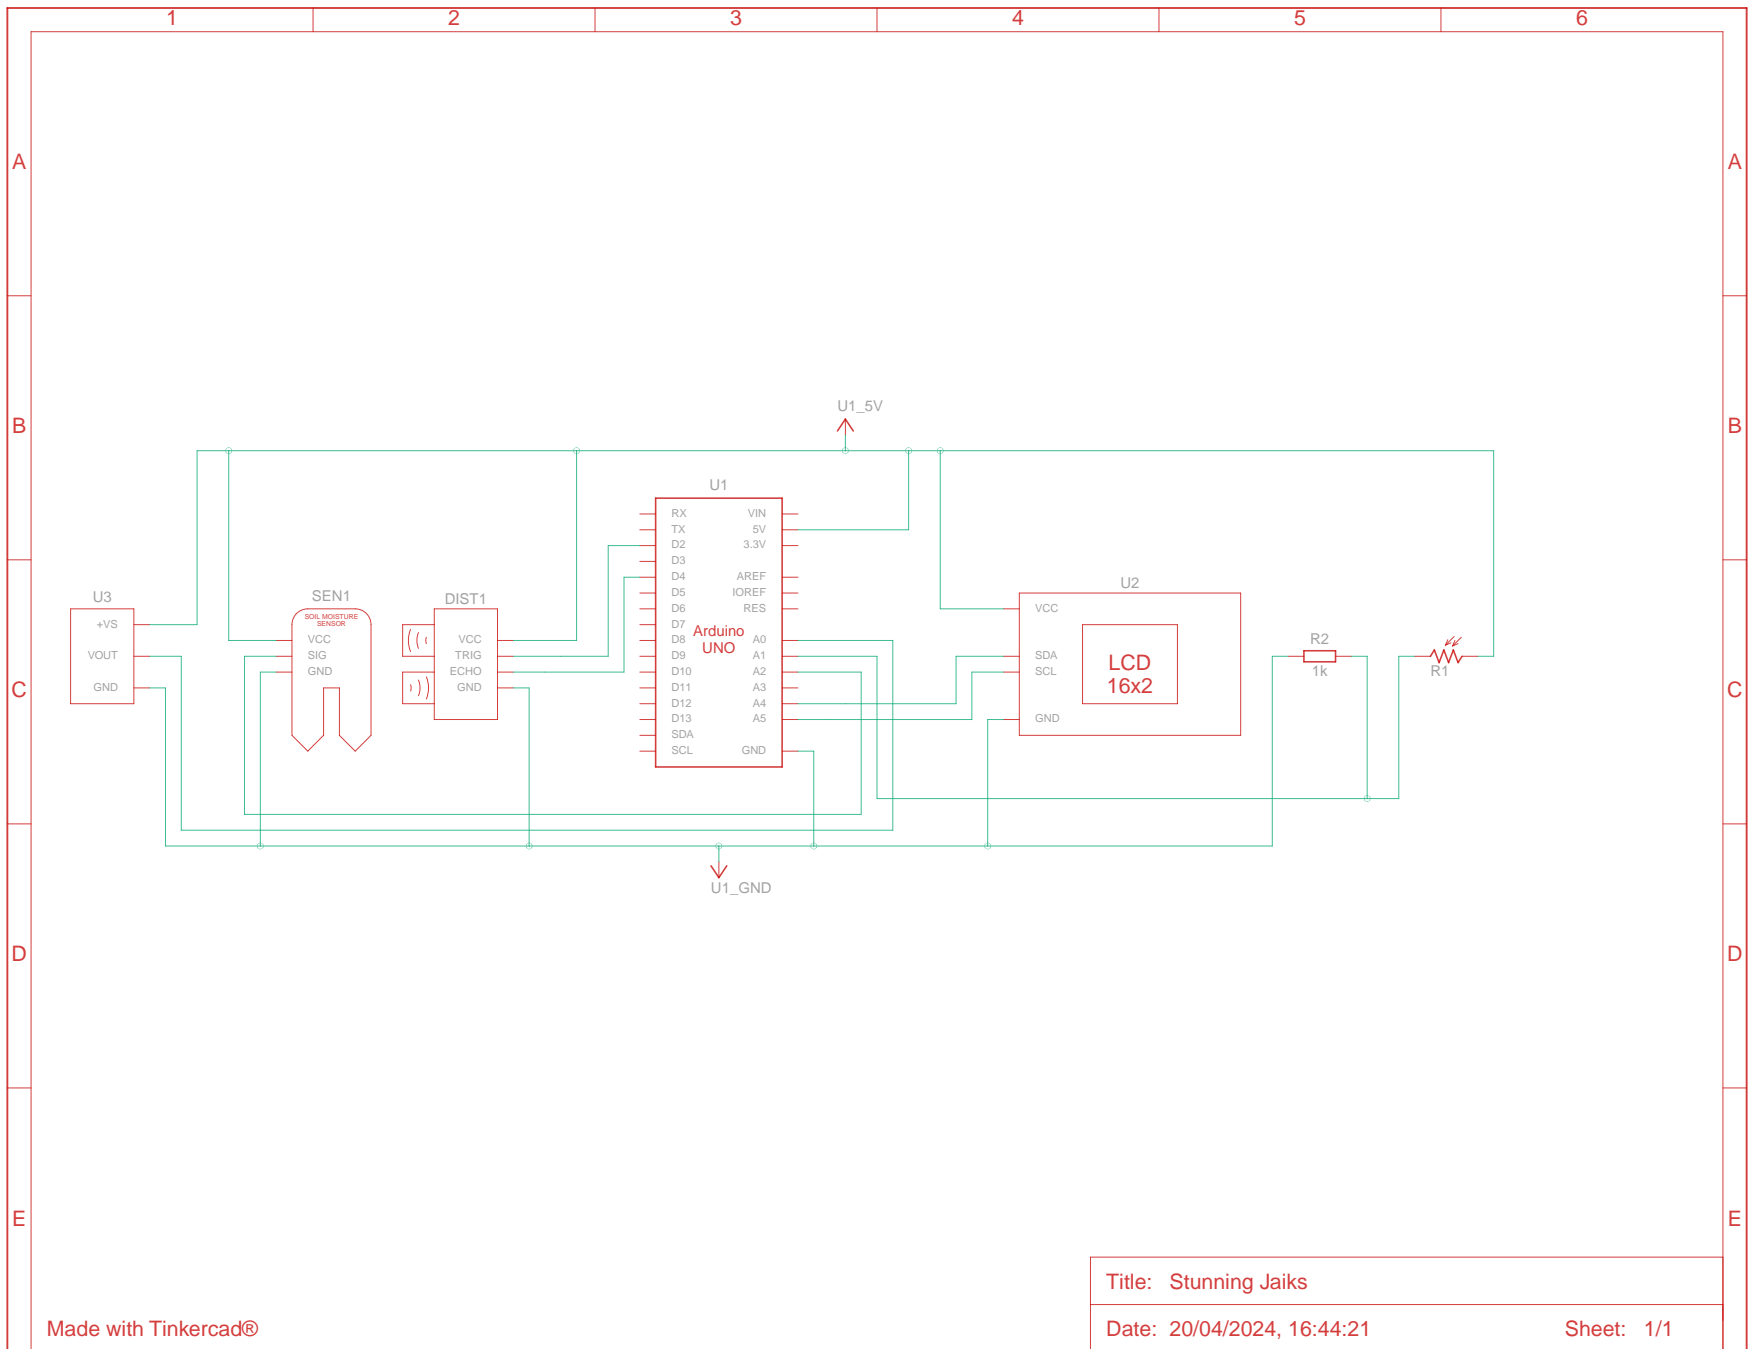 1 2 3 4 5 6
A A
B B
C C
D D
E E
U1_5V
U1
RX VIN
TX 5V
D2 3.3V
D3
D4 AREF
D5 IOREF
D6 RES
D7
D8 A0
D9 A1
D10 A2
D11 A3
D12 A4
D13 A5
SDA
SCL GND
Arduino
UNO
U3
+VS
VOUT
GND
SEN1
SOIL MOISTURE
SENSOR
VCC
SIG
GND
DIST1
VCC
TRIG
ECHO
GND
U2
VCC
SDA
SCL
GND
LCD
16x2
R2
1k
R1
U1_GND
Title: Stunning Jaiks
Date: 20/04/2024, 16:44:21 Sheet: 1/1
Made with Tinkercad®